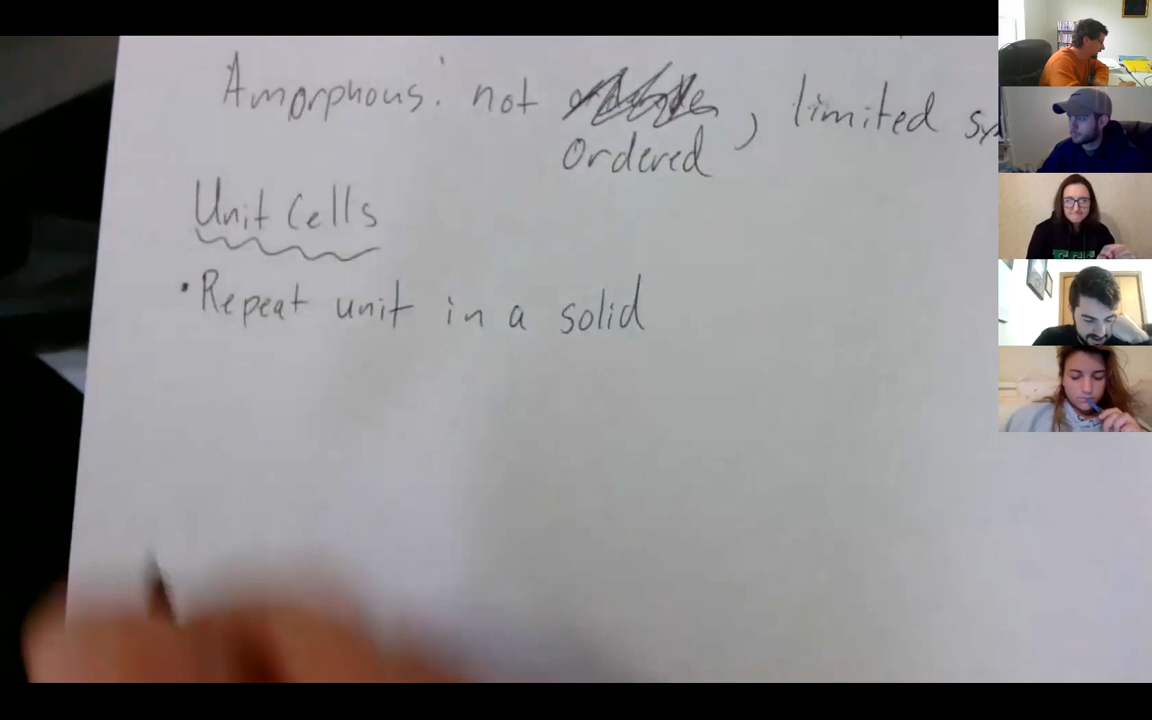 Amorphous: not , limited
Ordered
Unit Cells
• Repeat unit in a solid